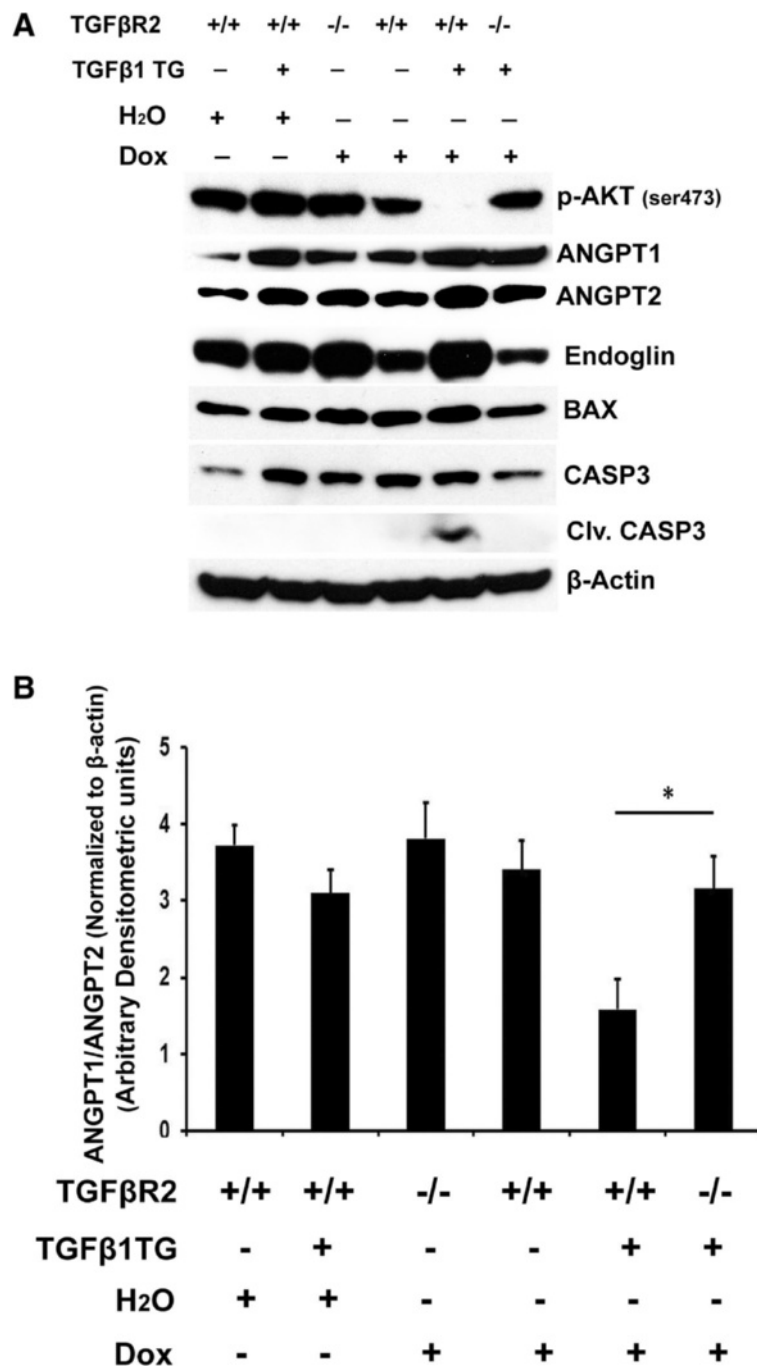 A
TGFβR2 +/+ +/+ -/- +/+ +/+ -/-
TGFβ1 TG – + – – + +
H₂O + + – – – –
Dox – – + + + +
p-AKT (ser473)
ANGPT1
ANGPT2
Endoglin
BAX
CASP3
Clv. CASP3
β-Actin
B
ANGPT1/ANGPT2 (Normalized to β-actin)
(Arbitrary Densitometric units)
5
4
3
2
1
0
*
TGFβR2 +/+ +/+ -/- +/+ +/+ -/-
TGFβ1TG - + - - + +
H₂O + + - - - -
Dox - - + + + +